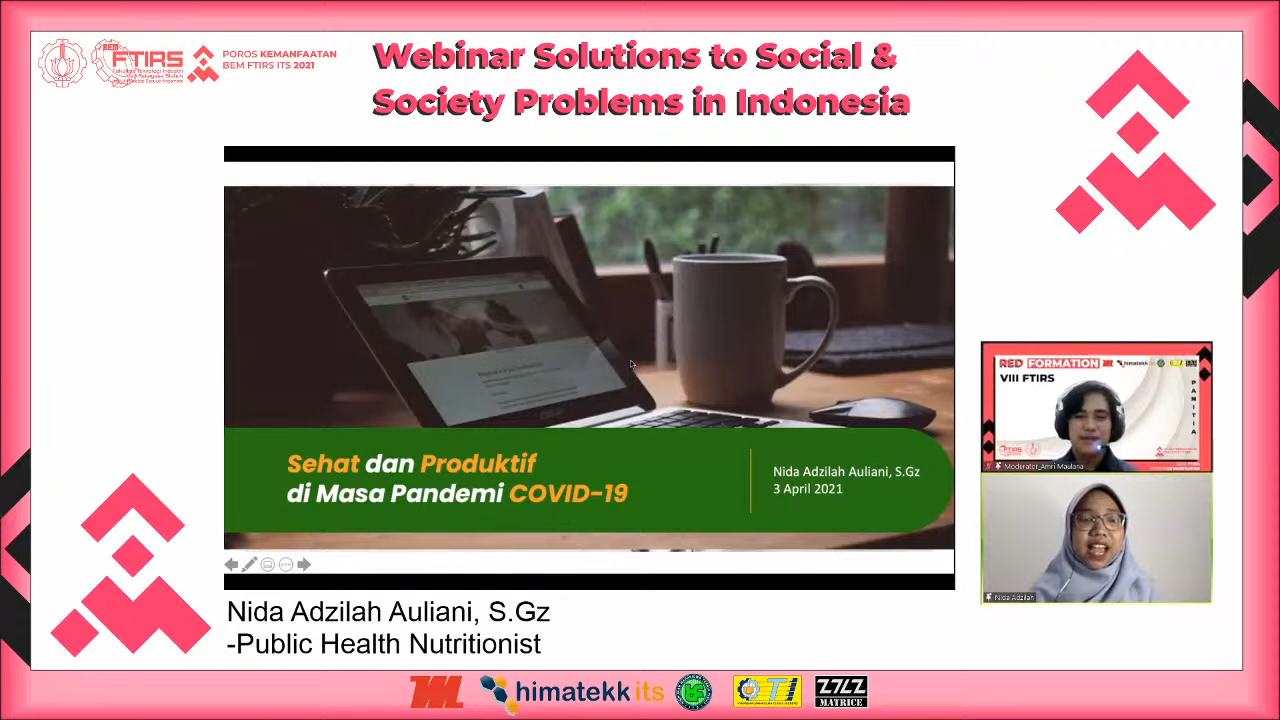 BEM
FTIRS
POROS KEMANFAATAN
BEM FTIRS ITS 2021
Webinar Solutions to Social &
Society Problems in Indonesia
Sehat dan Produktif
di Masa Pandemi COVID-19
Nida Adzilah Auliani, S.Gz
3 April 2021
RED FORMATION
himatekk
VIII FTIRS
PANITIA
Moderator_Amri Maulana
Nida Adzilah
Nida Adzilah Auliani, S.Gz
-Public Health Nutritionist
himatekk its
MATRICE